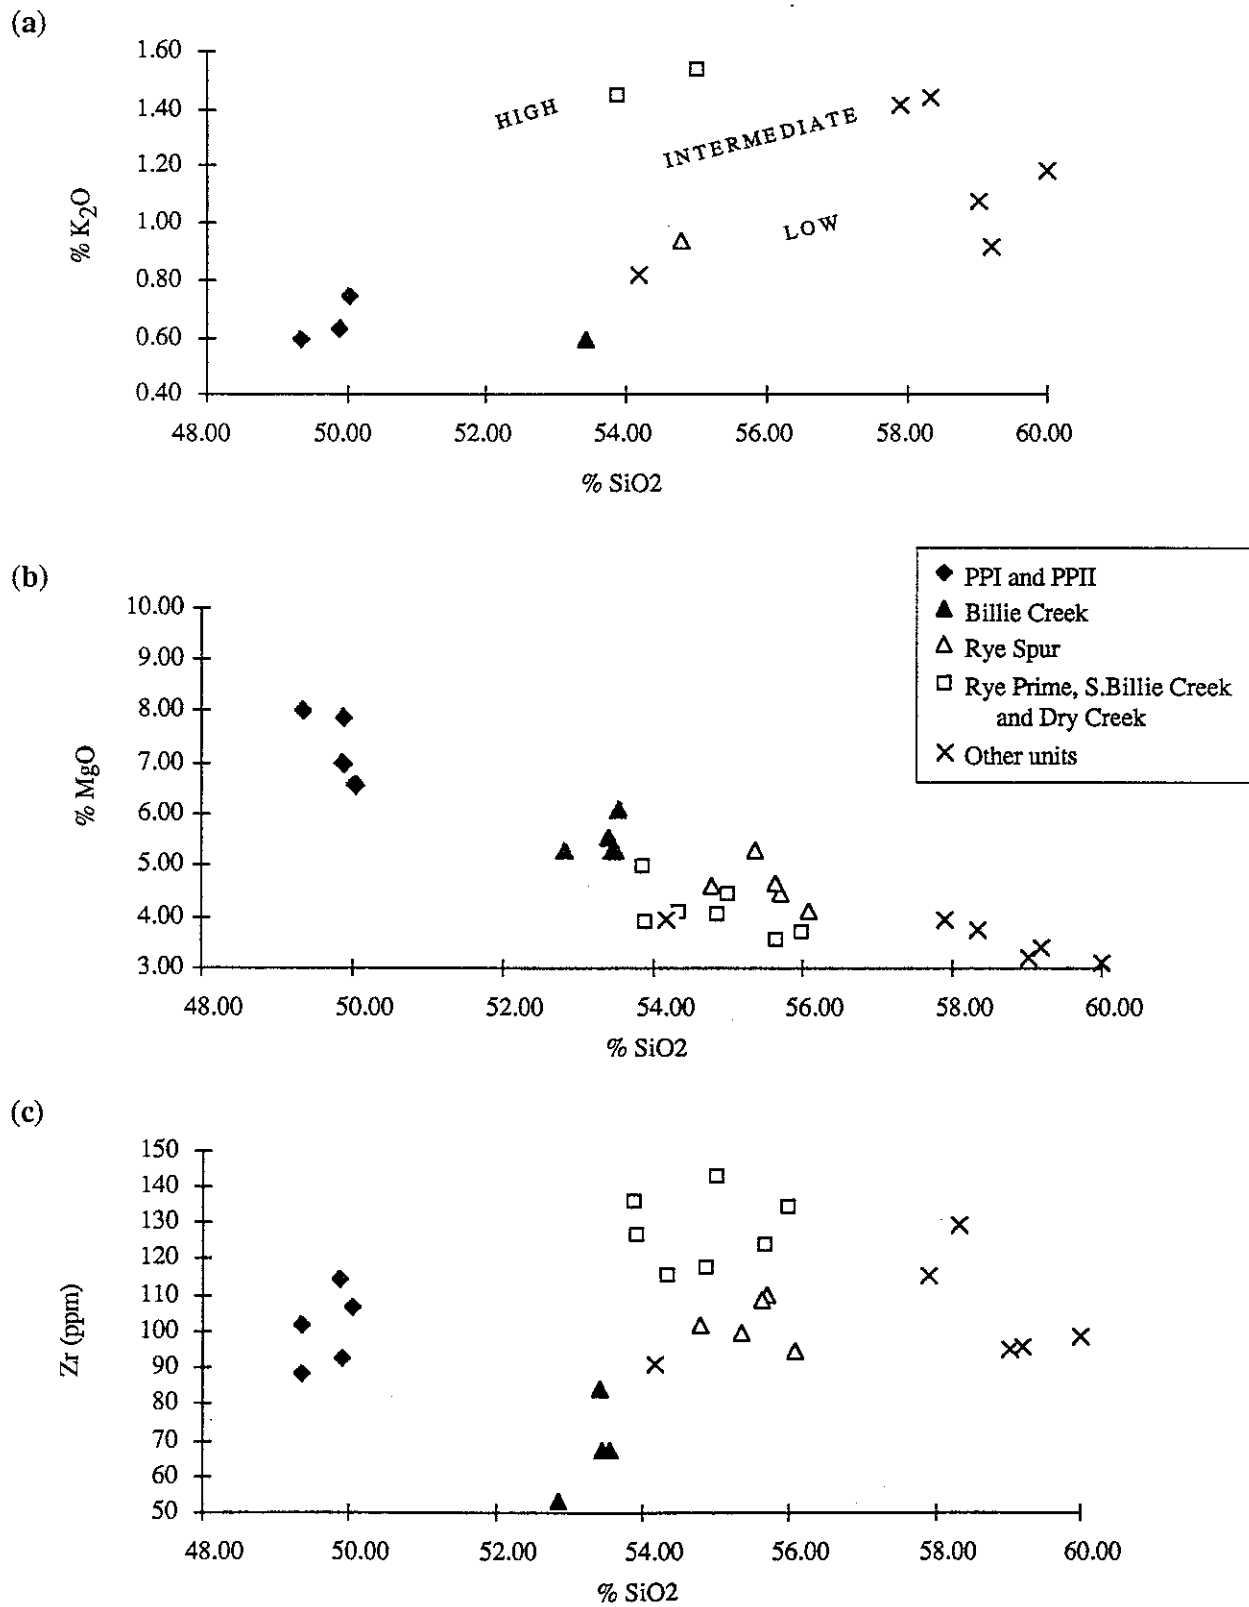 (a)
1.60
1.40
1.20
1.00
0.80
0.60
0.40
% K2O
HIGH
INTERMEDIATE
LOW
48.00 50.00 52.00 54.00 56.00 58.00 60.00
% SiO2
(b)
10.00
9.00
8.00
7.00
6.00
5.00
4.00
3.00
% MgO
PPI and PPII
Billie Creek
Rye Spur
Rye Prime, S.Billie Creek
and Dry Creek
Other units
48.00 50.00 52.00 54.00 56.00 58.00 60.00
% SiO2
(c)
150
140
130
120
110
100
90
80
70
60
50
Zr (ppm)
48.00 50.00 52.00 54.00 56.00 58.00 60.00
% SiO2